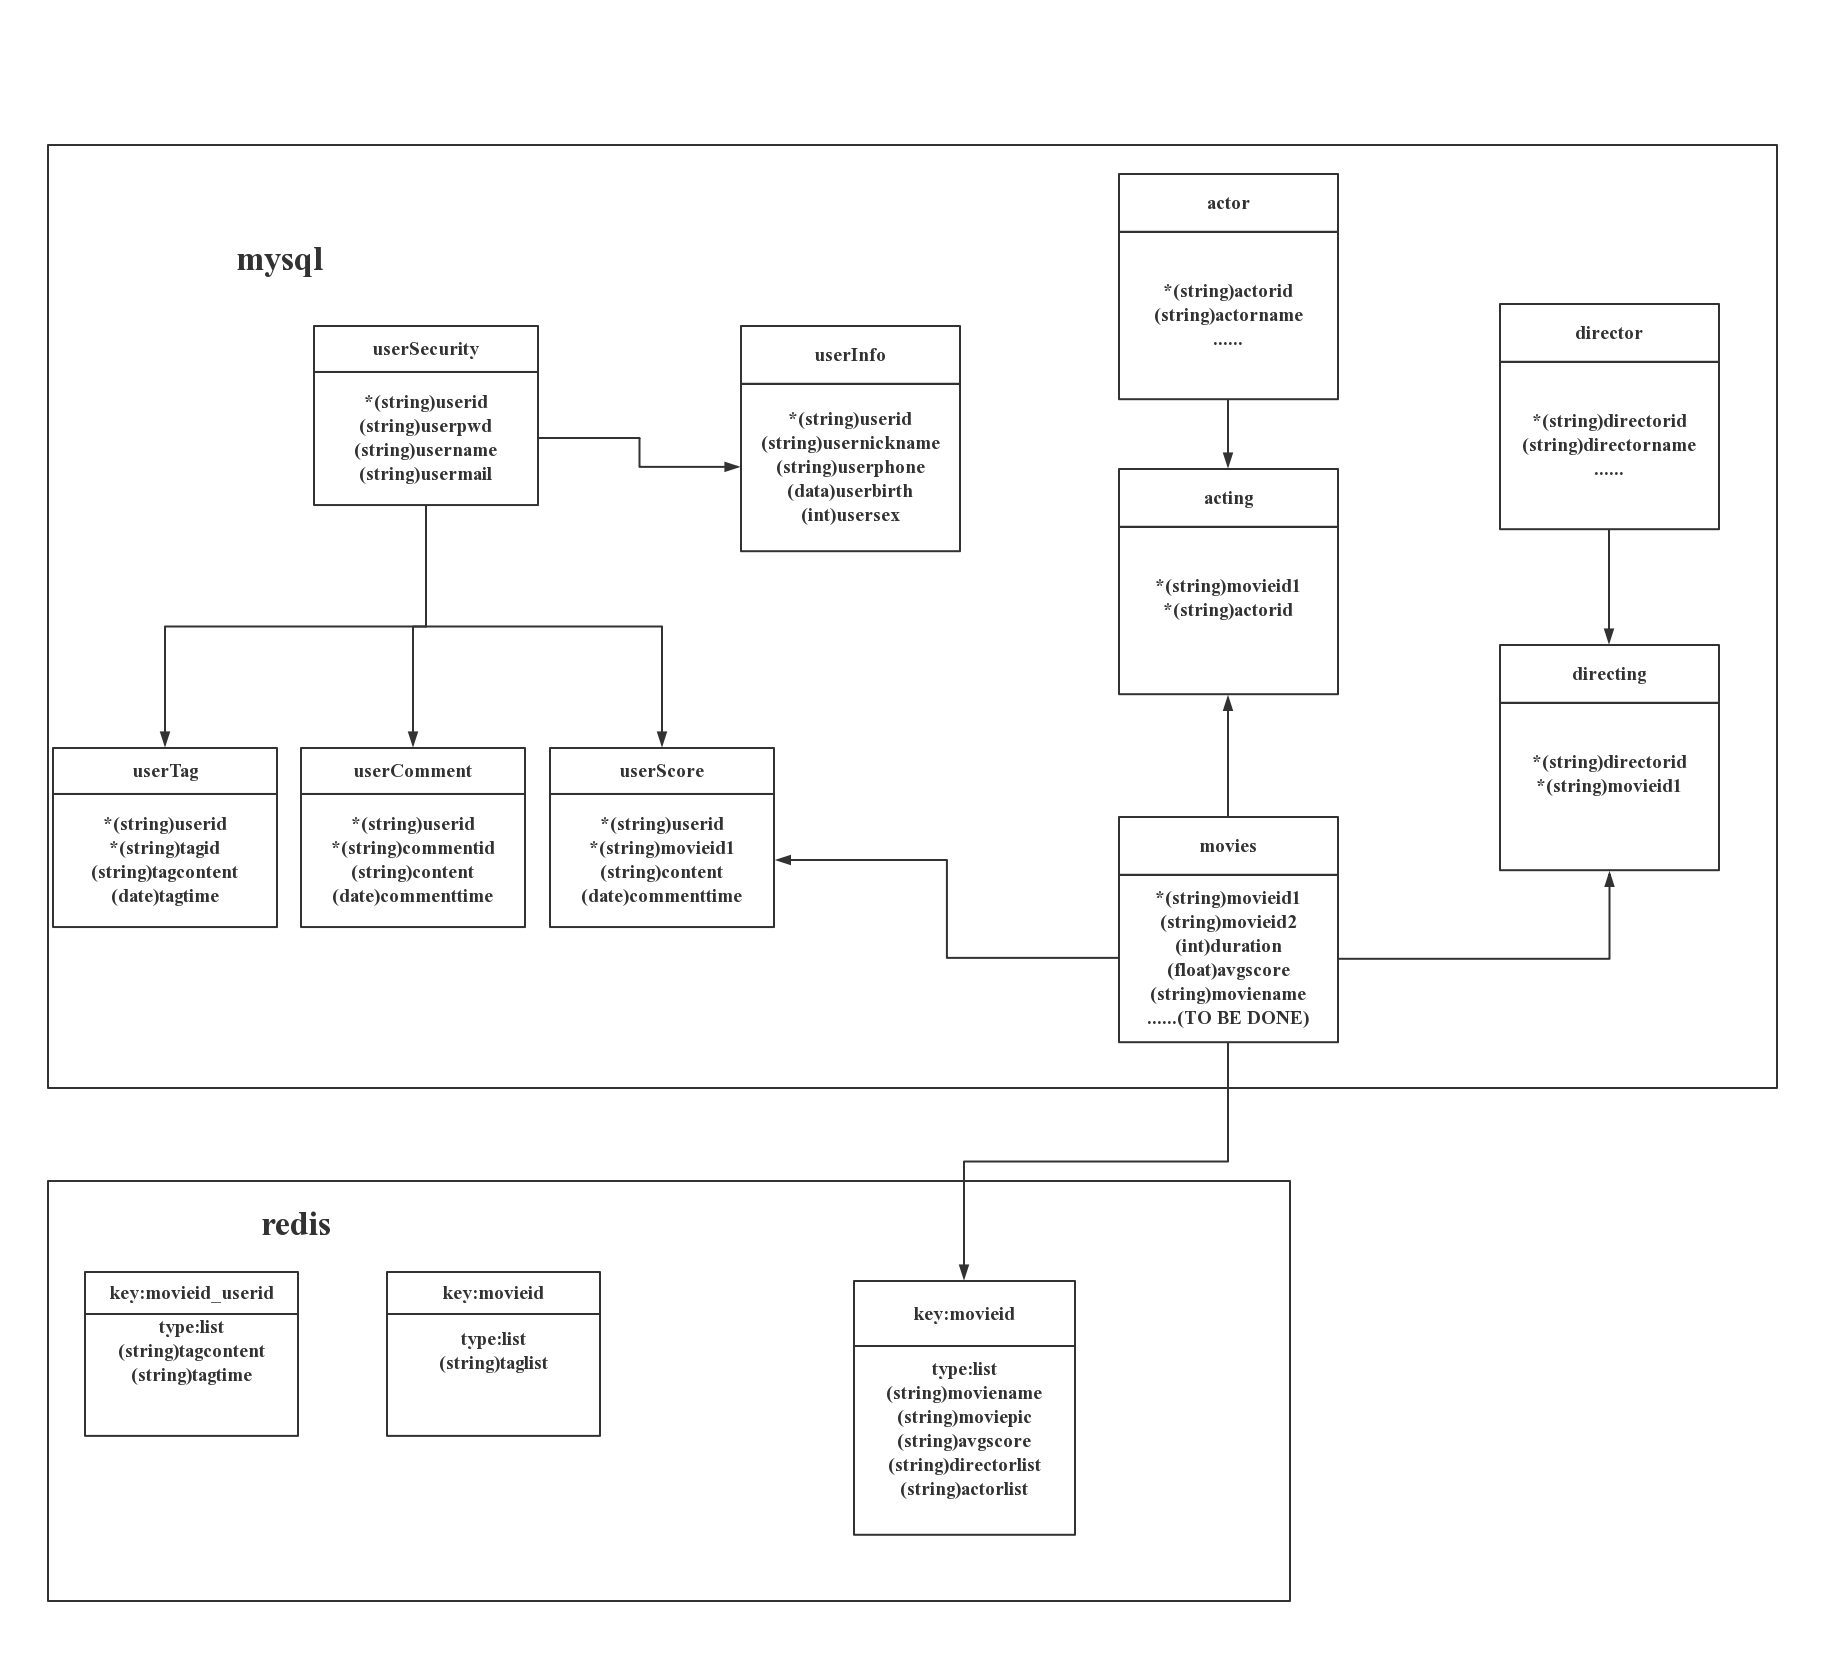 mysql
userSecurity
*(string)userid
(string)userpwd
(string)username
(string)usermail
userInfo
*(string)userid
(string)usernickname
(string)userphone
(data)userbirth
(int)usersex
actor
*(string)actorid
(string)actorname
......
director
*(string)directorid
(string)directorname
......
acting
*(string)movieid1
*(string)actorid
directing
*(string)directorid
*(string)movieid1
userTag
*(string)userid
*(string)tagid
(string)tagcontent
(date)tagtime
userComment
*(string)userid
*(string)commentid
(string)content
(date)commenttime
userScore
*(string)userid
*(string)movieid1
(string)content
(date)commenttime
movies
*(string)movieid1
(string)movieid2
(int)duration
(float)avgscore
(string)moviename
......(TO BE DONE)
redis
key:movieid_userid
type:list
(string)tagcontent
(string)tagtime
key:movieid
type:list
(string)taglist
key:movieid
type:list
(string)moviename
(string)moviepic
(string)avgscore
(string)directorlist
(string)actorlist